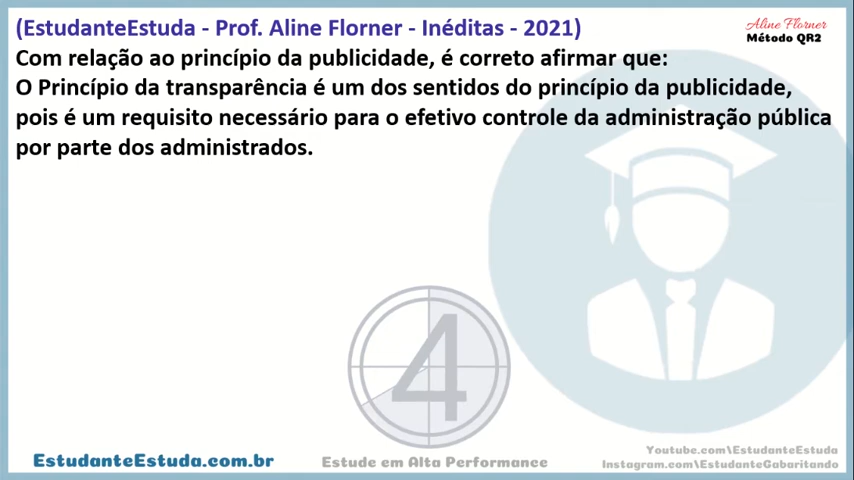 (EstudanteEstuda - Prof. Aline Florner - Inéditas - 2021)
Aline Florner
Método QR2
Com relação ao princípio da publicidade, é correto afirmar que:
O Princípio da transparência é um dos sentidos do princípio da publicidade,
pois é um requisito necessário para o efetivo controle da administração pública
por parte dos administrados.
4
EstudanteEstuda.com.br
Estude em Alta Performance
Youtube.com\EstudanteEstuda
Instagram.com\EstudanteGabaritando